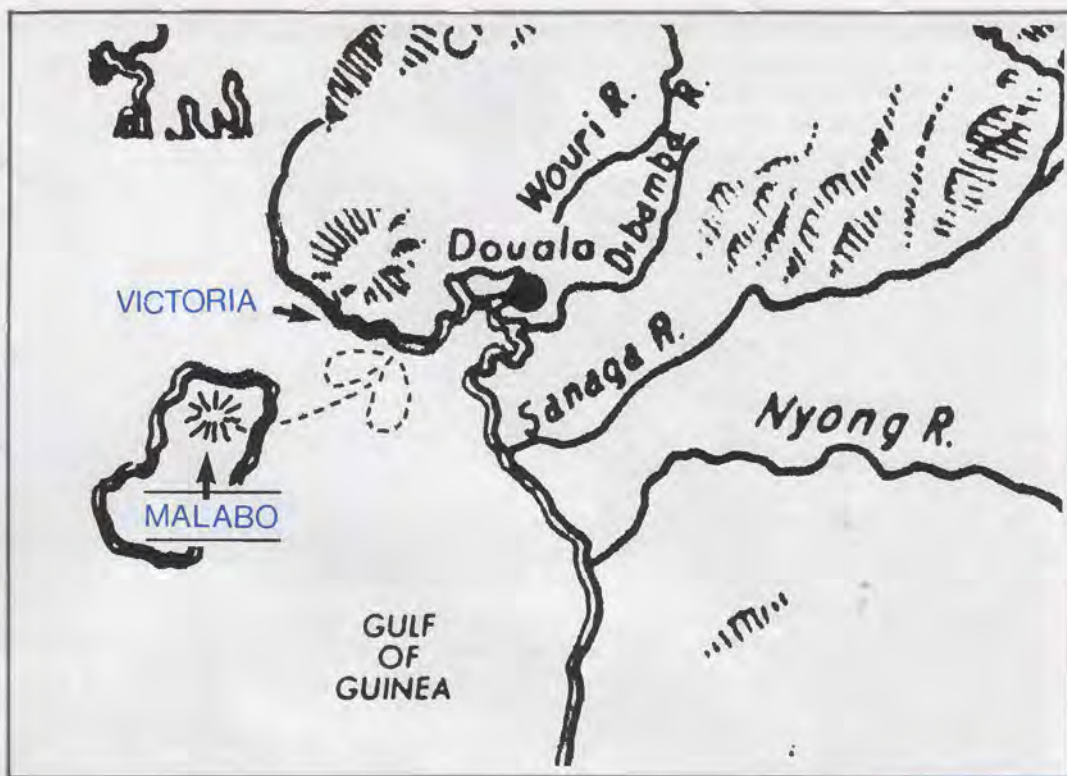 Wouri R.
Dibamba R.
Douala
VICTORIA
Sanaga R.
Nyong R.
MALABO
GULF
OF
GUINEA